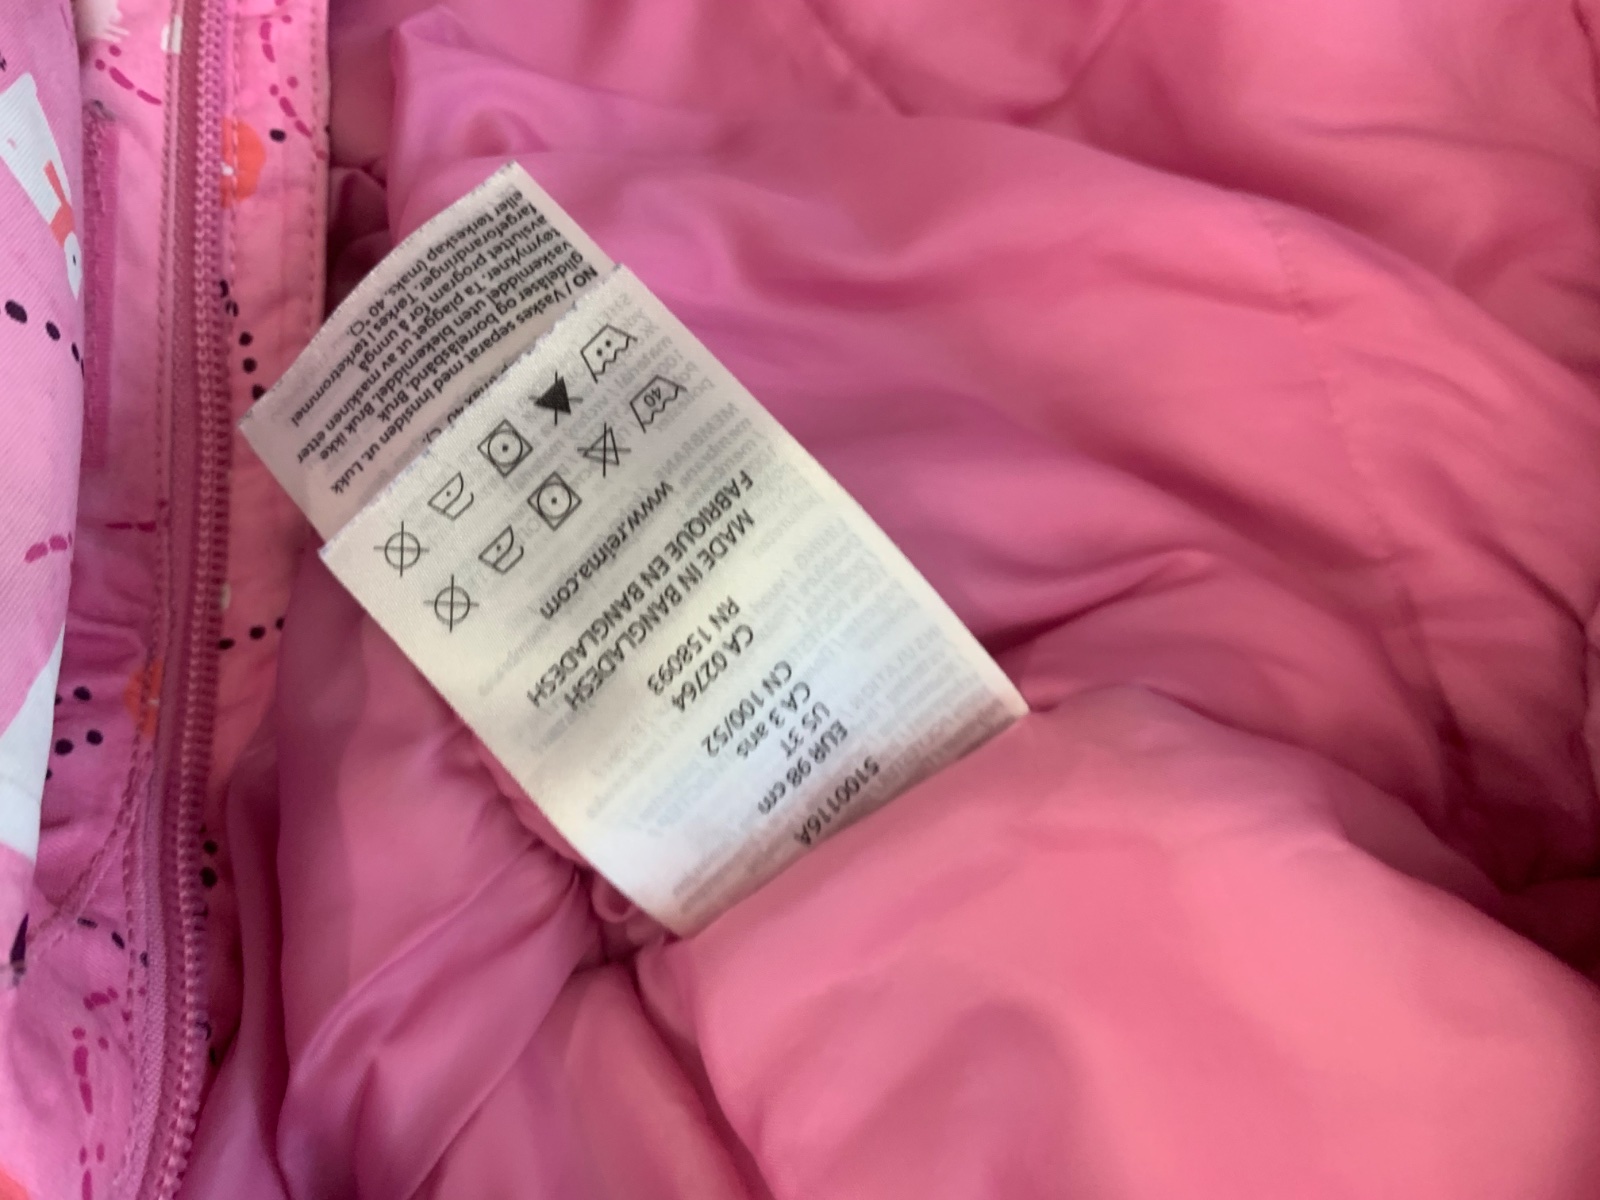 5100116A
EUR 98 cm
US 3T
CA 3 ans
CN 100/52
CA 02764
RN 158093
MADE IN BANGLADESH
FABRIQUE EN BANGLADESH
www.reima.com
40
NO / Vaskes separat med innsiden ut. Lukk
glidelåser og borrelåsbånd. Bruk
vaskemiddel uten blekemiddel. Bruk ikke
tøymykner. Ta plagget ut av maskinen etter
avsluttet program for å unngå
fargeforandringer. Tørkes i tørketrommel
eller tørkeskap (maks. 40 °C).